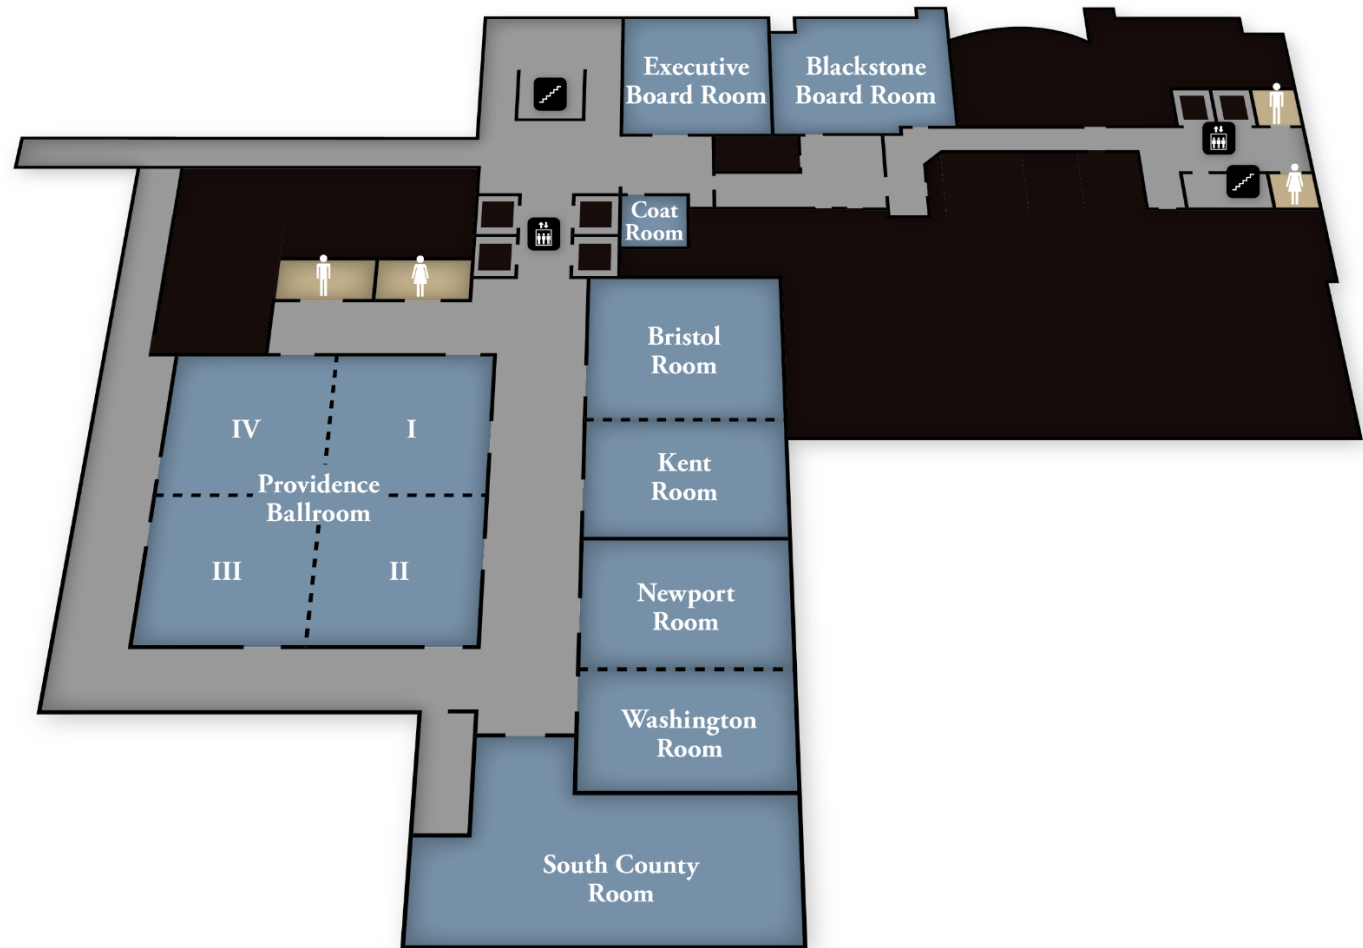 Executive
Board Room
Blackstone
Board Room
Coat
Room
Bristol
Room
IV
I
Kent
Room
Providence
Ballroom
III
II
Newport
Room
Washington
Room
South County
Room